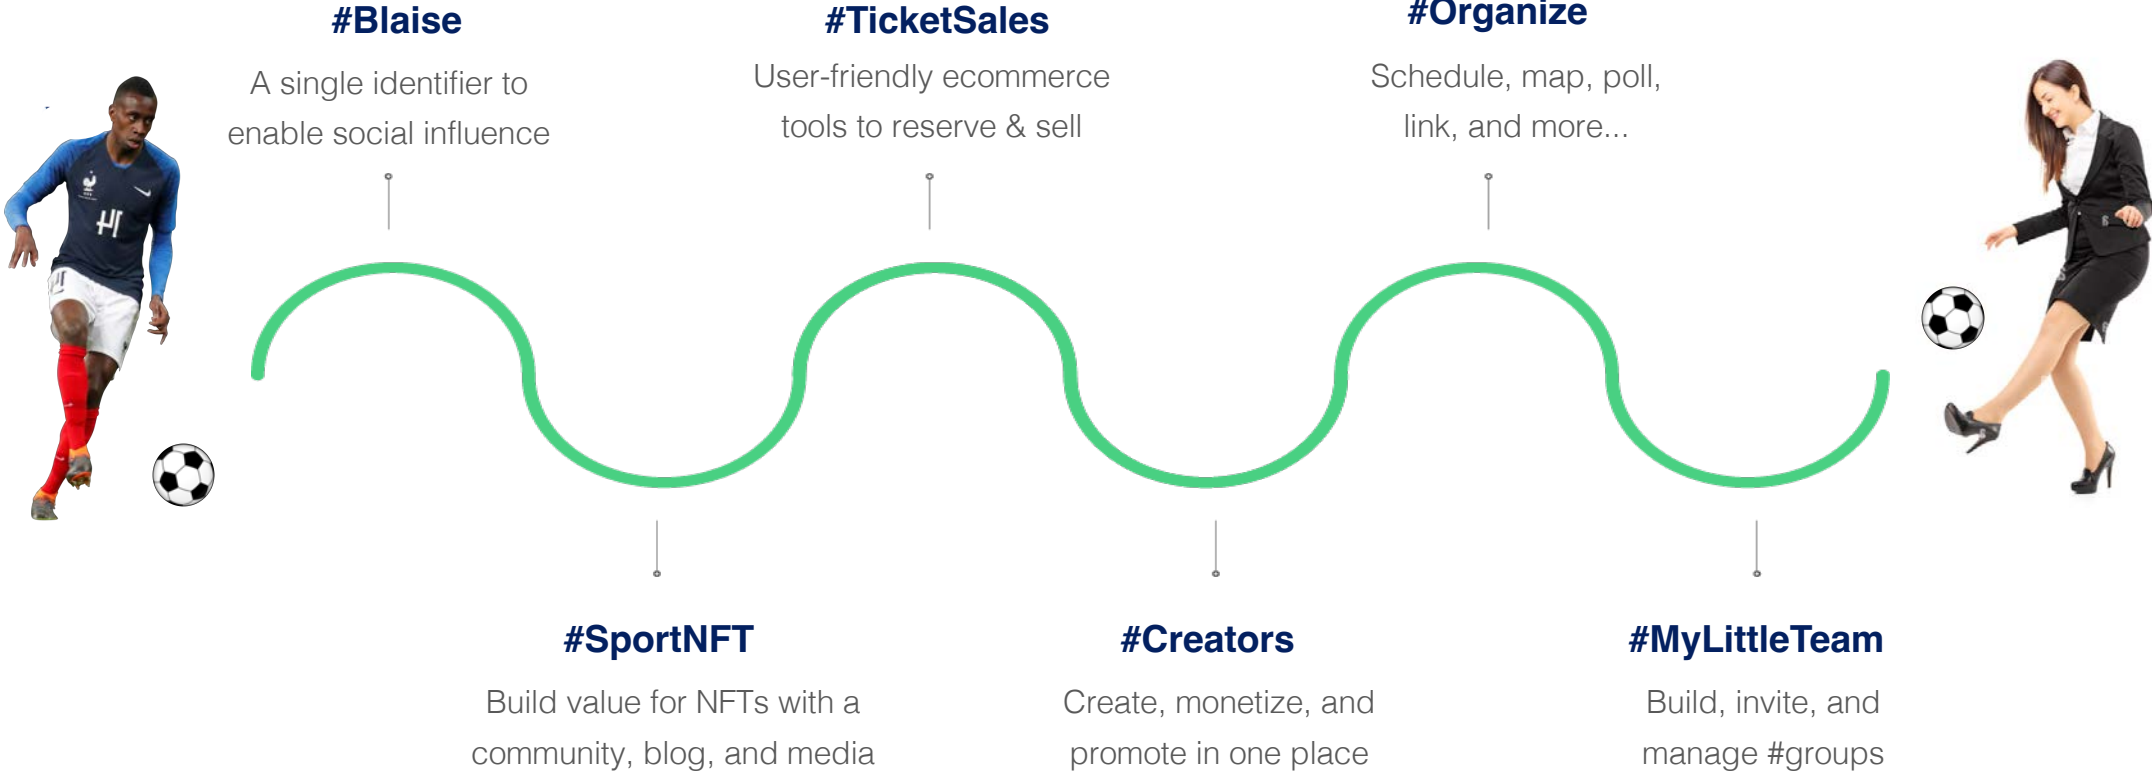 #Blaise
A single identifier to
enable social influence
#TicketSales
User-friendly ecommerce
tools to reserve & sell
#Organize
Schedule, map, poll,
link, and more...
#SportNFT
Build value for NFTs with a
community, blog, and media
#Creators
Create, monetize, and
promote in one place
#MyLittleTeam
Build, invite, and
manage #groups